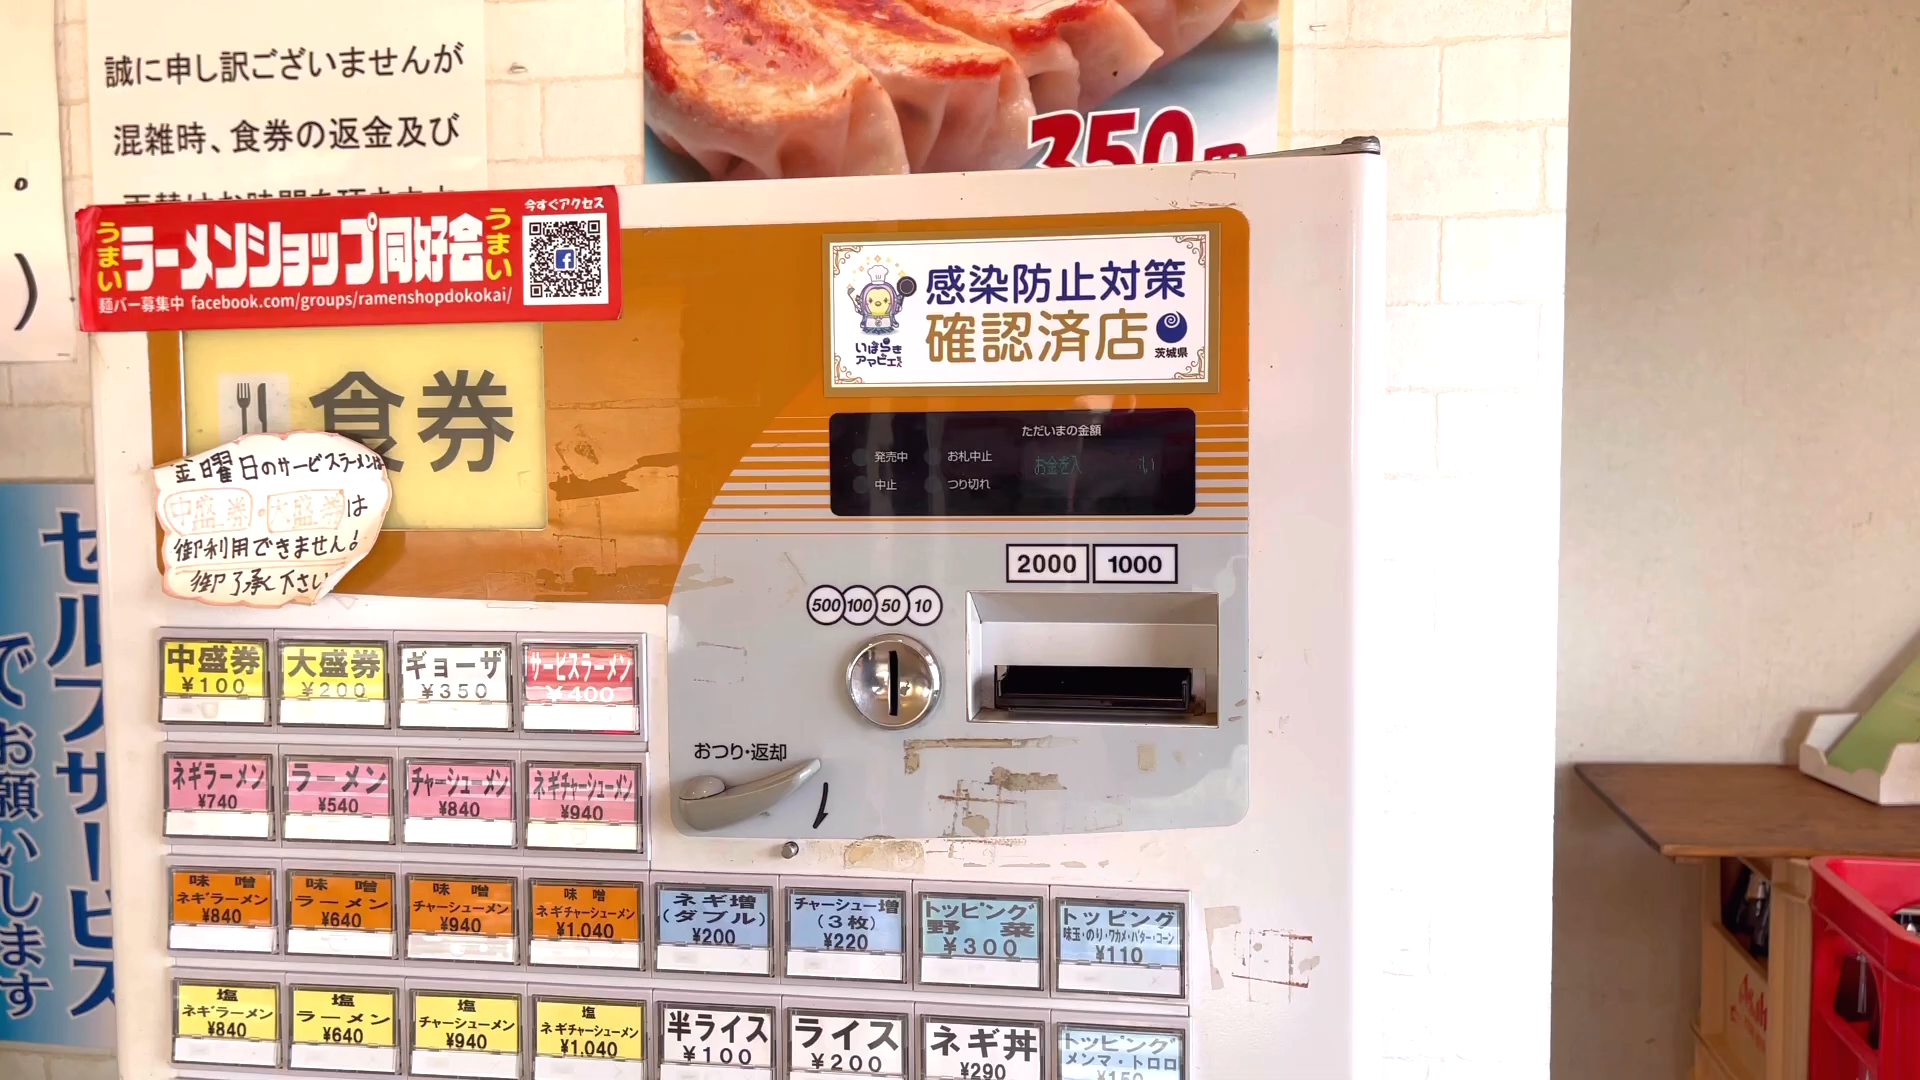 誠に申し訳ございませんが
混雑時、食券の返金及び
350円
うまい
ラーメンショップ同好会
うまい
今すぐアクセス
麺バー募集中 facebook.com/groups/ramenshopdokokai/
感染防止対策
確認済店
いばらき
アマビエちゃん
茨城県
食券
金曜日のサービスラーメンは
中盛券・大盛券は
御利用できません!
御了承下さい
ただいまの金額
発売中
お札中止
中止
つり切れ
お金を入
い
2000
1000
500
100
50
10
おつり・返却
セルフサービス
でお願いします
中盛券
¥100
大盛券
¥200
ギョーザ
¥350
サービスラーメン
¥400
ネギラーメン
¥740
ラーメン
¥540
チャーシューメン
¥840
ネギチャーシューメン
¥940
味噌
ネギラーメン
¥840
味噌
ラーメン
¥640
味噌
チャーシューメン
¥940
味噌
ネギチャーシューメン
¥1.040
ネギ増
(ダブル)
¥200
チャーシュー増
(3枚)
¥220
トッピング
野菜
¥300
トッピング
味玉・のり・ワカメ・バター・コーン
¥110
塩
ネギラーメン
¥840
塩
ラーメン
¥640
塩
チャーシューメン
¥940
塩
ネギチャーシューメン
¥1.040
半ライス
¥100
ライス
¥200
ネギ丼
¥290
トッピング
メンマ・トロロ
¥150
Asahi